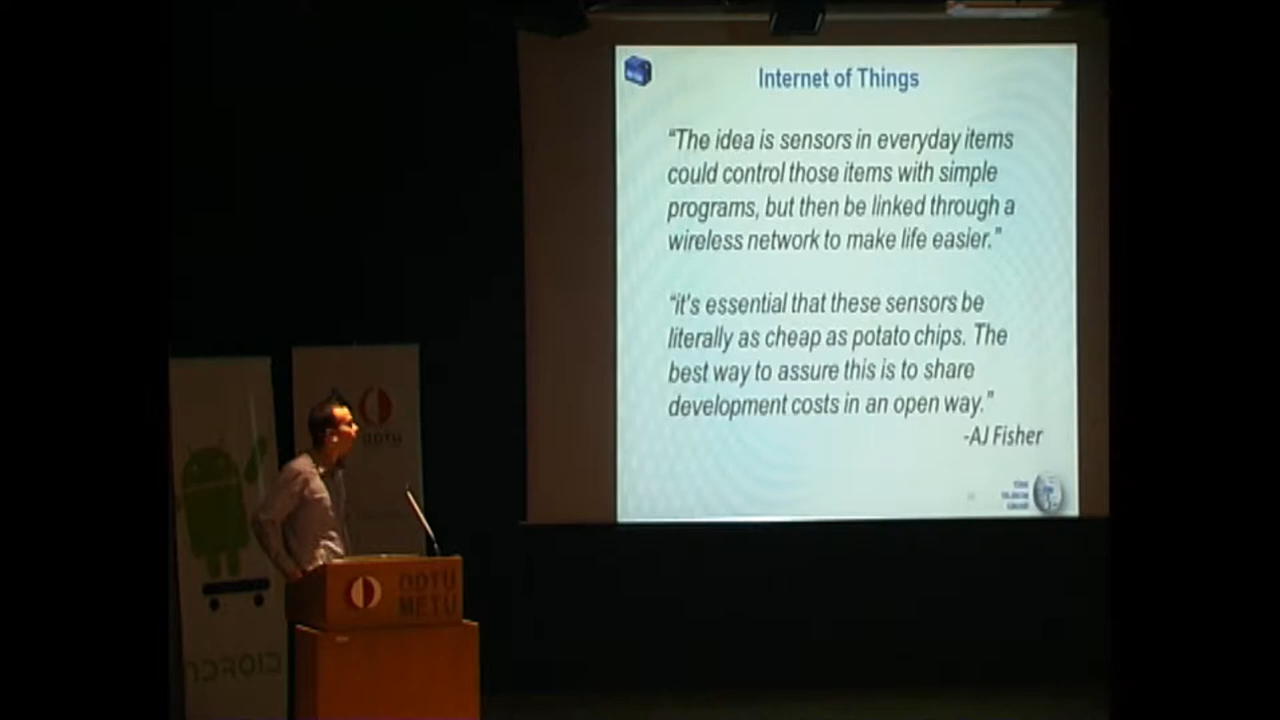 Internet of Things
“The idea is sensors in everyday items
could control those items with simple
programs, but then be linked through a
wireless network to make life easier.”
“it's essential that these sensors be
literally as cheap as potato chips. The
best way to assure this is to share
development costs in an open way.”
-AJ Fisher
ODTU
ODTU
METU
ANDROID